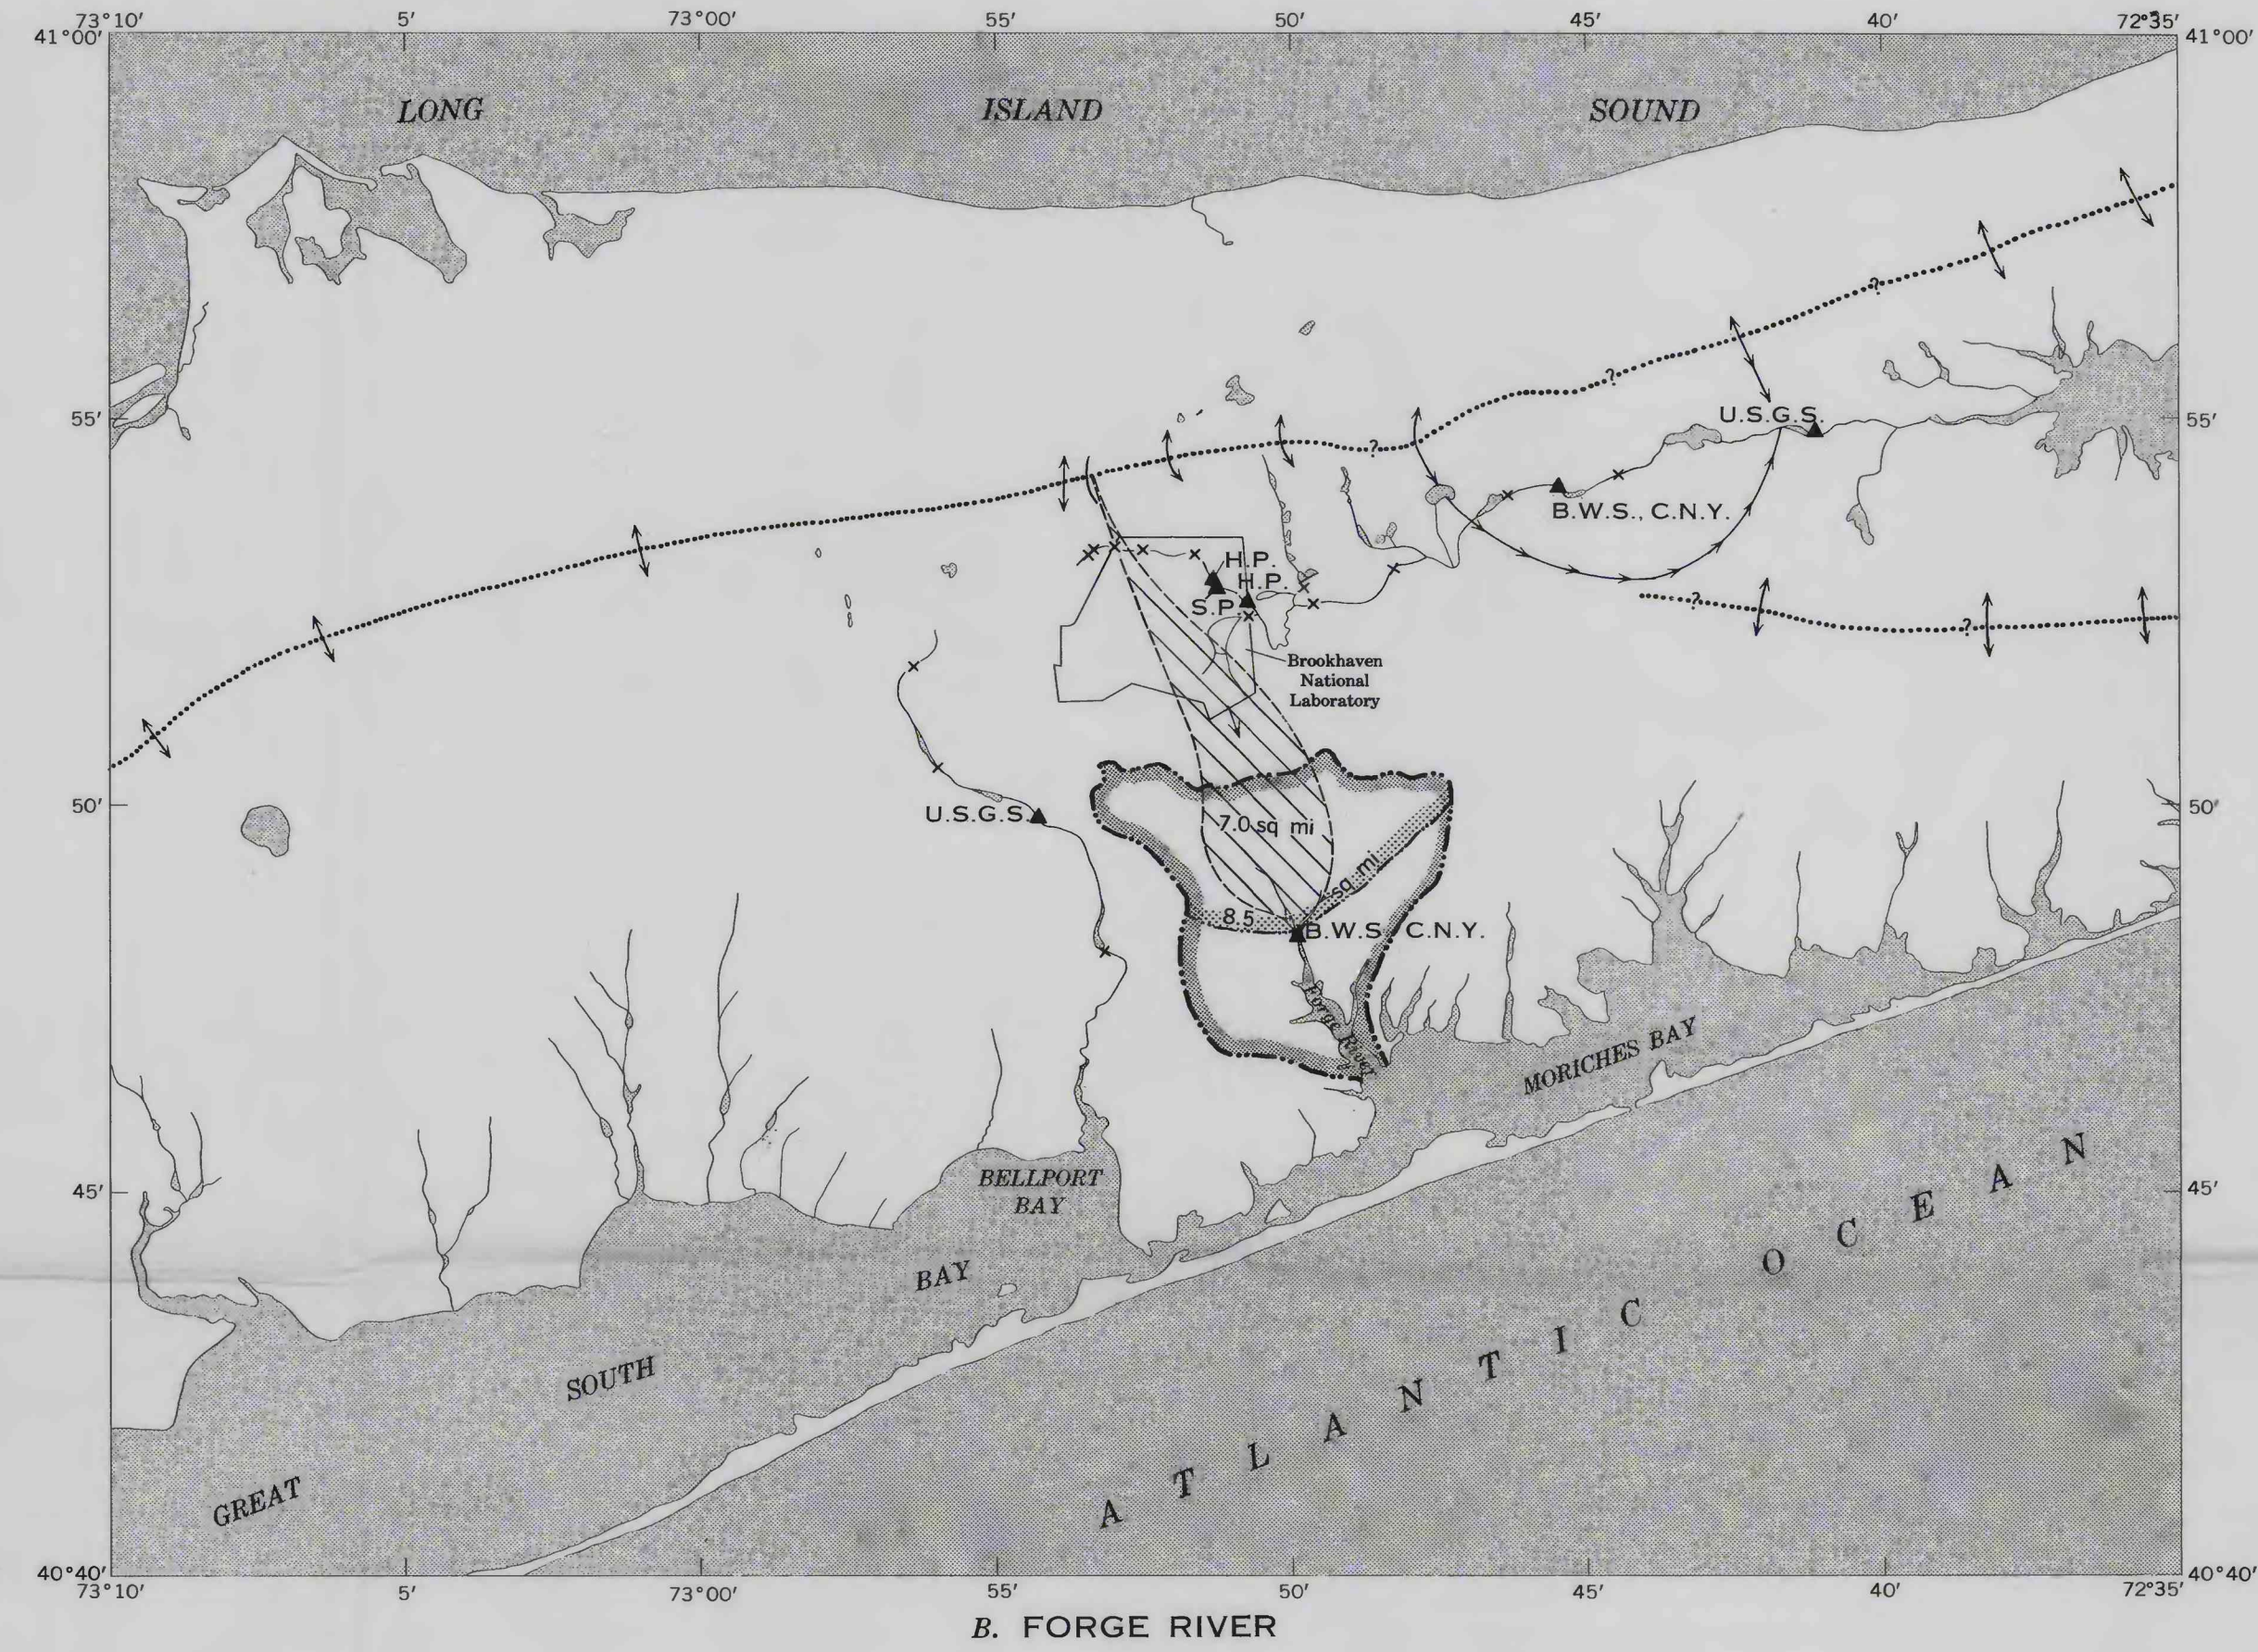 73°10′ 5′ 73°00′ 55′ 50′ 45′ 40′ 72°35′
41°00′ 41°00′
LONG ISLAND SOUND
?
?
55′ U.S.G.S. 55′
?
B.W.S., C.N.Y.
H.P.
H.P.
S.P.
?
?
Brookhaven
National
Laboratory
50′ 50′
U.S.G.S.
7.0 sq mi
8.5 sq mi
B.W.S., C.N.Y.
Forge River
MORICHES BAY
BELLPORT
BAY
45′ 45′
GREAT SOUTH BAY
ATLANTIC OCEAN
40°40′ 40°40′
73°10′ 5′ 73°00′ 55′ 50′ 45′ 40′ 72°35′
B. FORGE RIVER